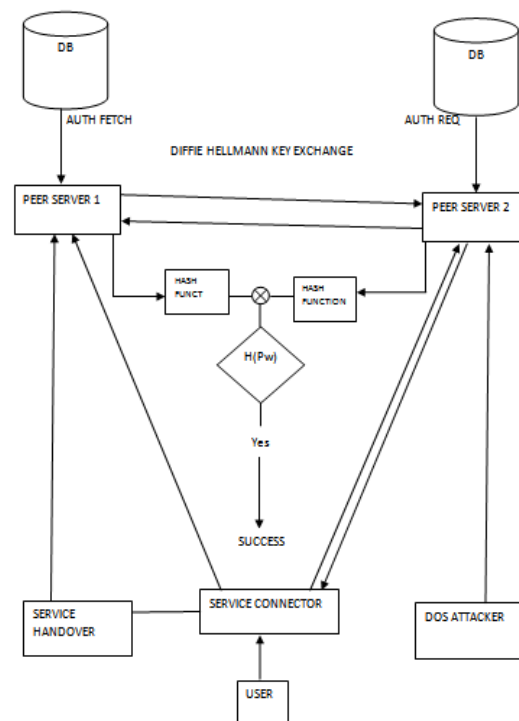 DB
DB
AUTH FETCH
AUTH REQ
DIFFIE HELLMANN KEY EXCHANGE
PEER SERVER 1
PEER SERVER 2
HASH
FUNCT
HASH
FUNCTION
H(Pw)
Yes
SUCCESS
SERVICE
HANDOVER
SERVICE CONNECTOR
DOS ATTACKER
USER